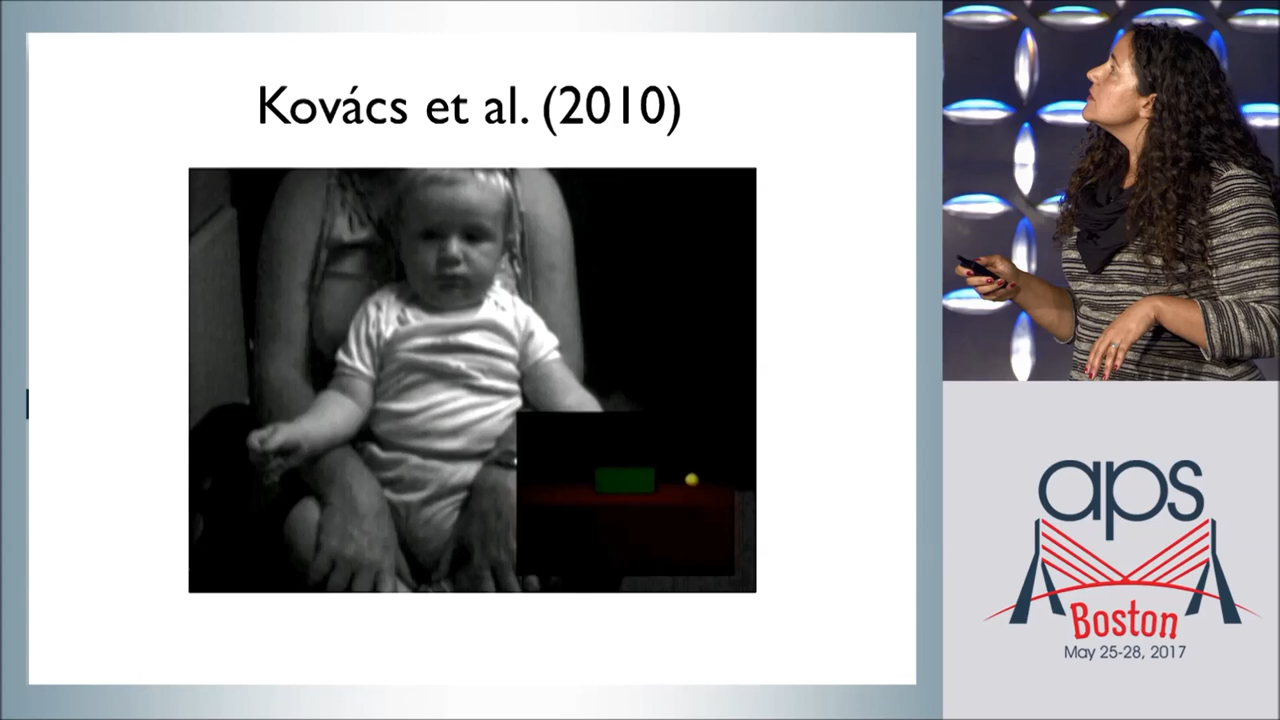 Kovács et al. (2010)
aps
Boston
May 25-28, 2017